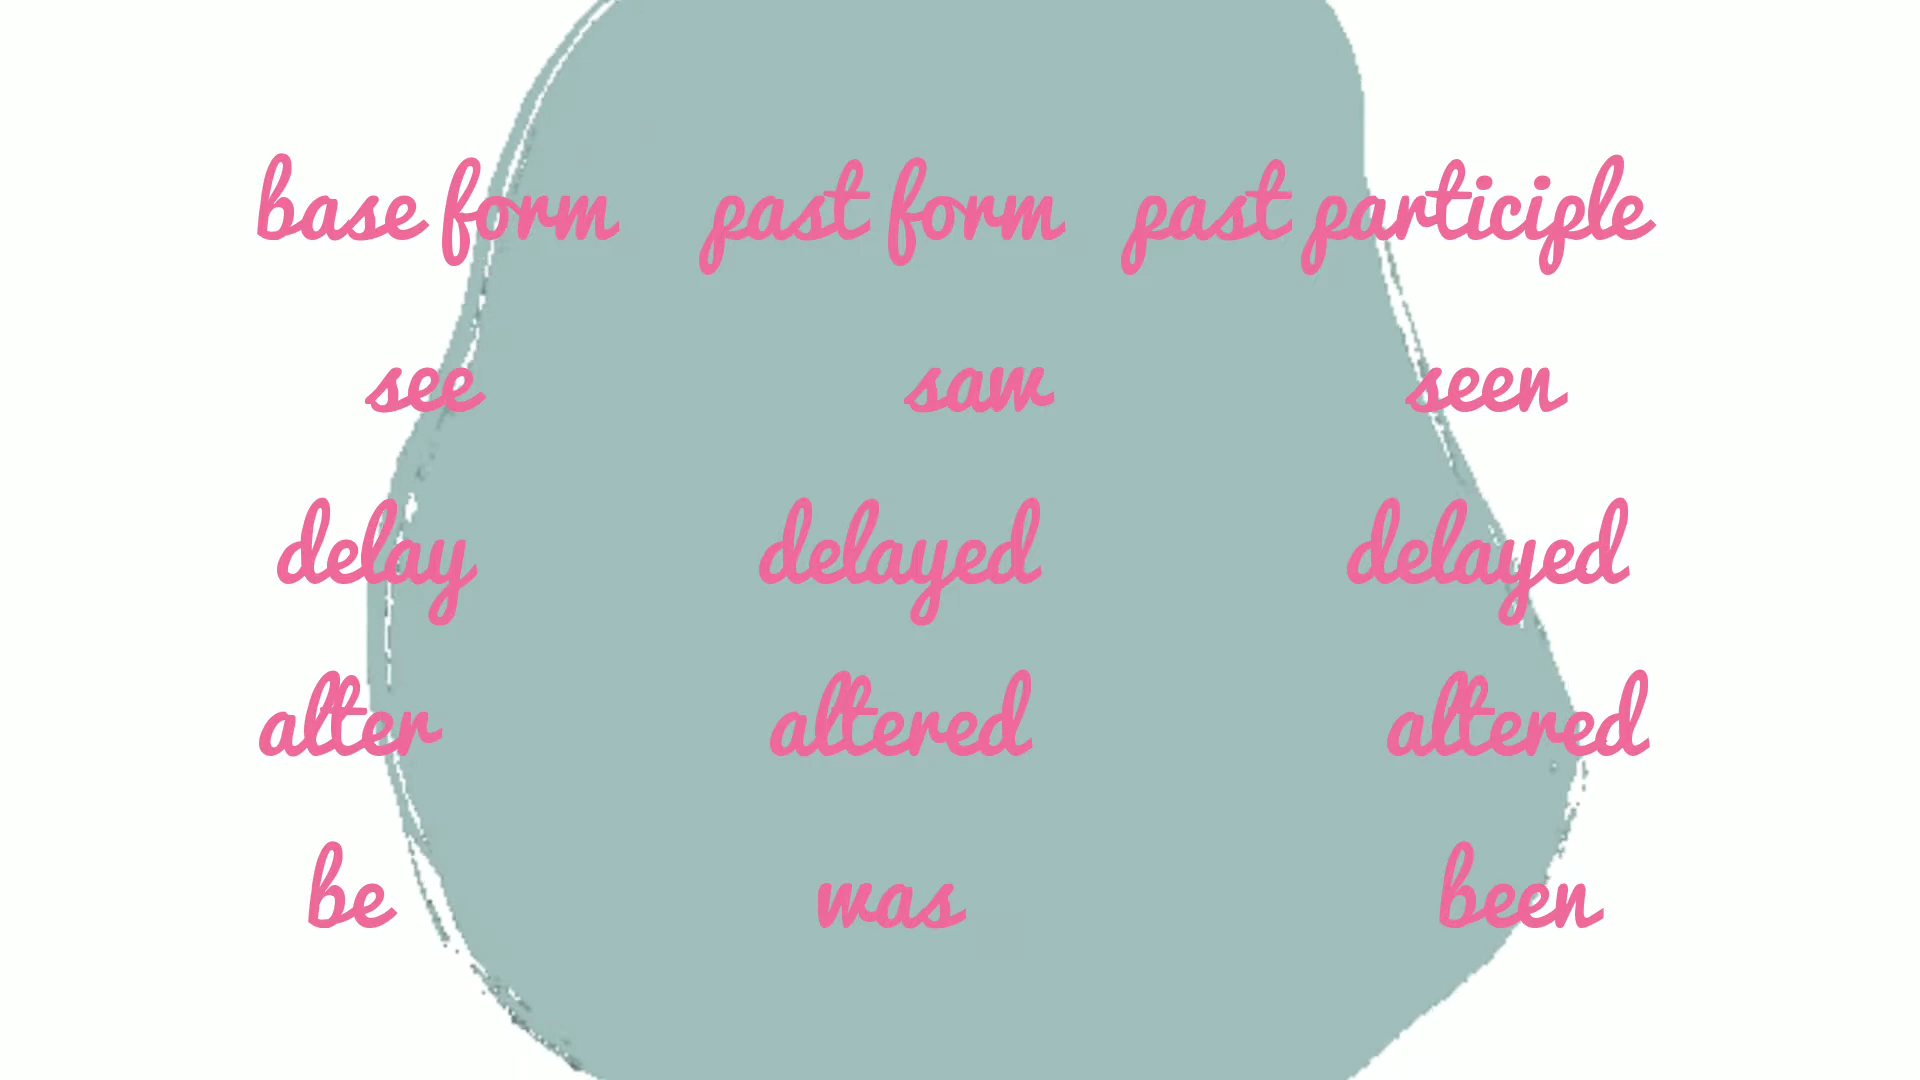 base form past form past participle
see saw seen
delay delayed delayed
alter altered altered
be was been